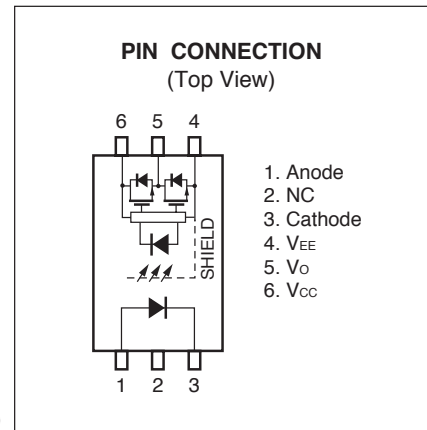 PIN CONNECTION
(Top View)
6 5 4
SHIELD
1. Anode
2. NC
3. Cathode
4. VEE
5. VO
6. VCC
1 2 3